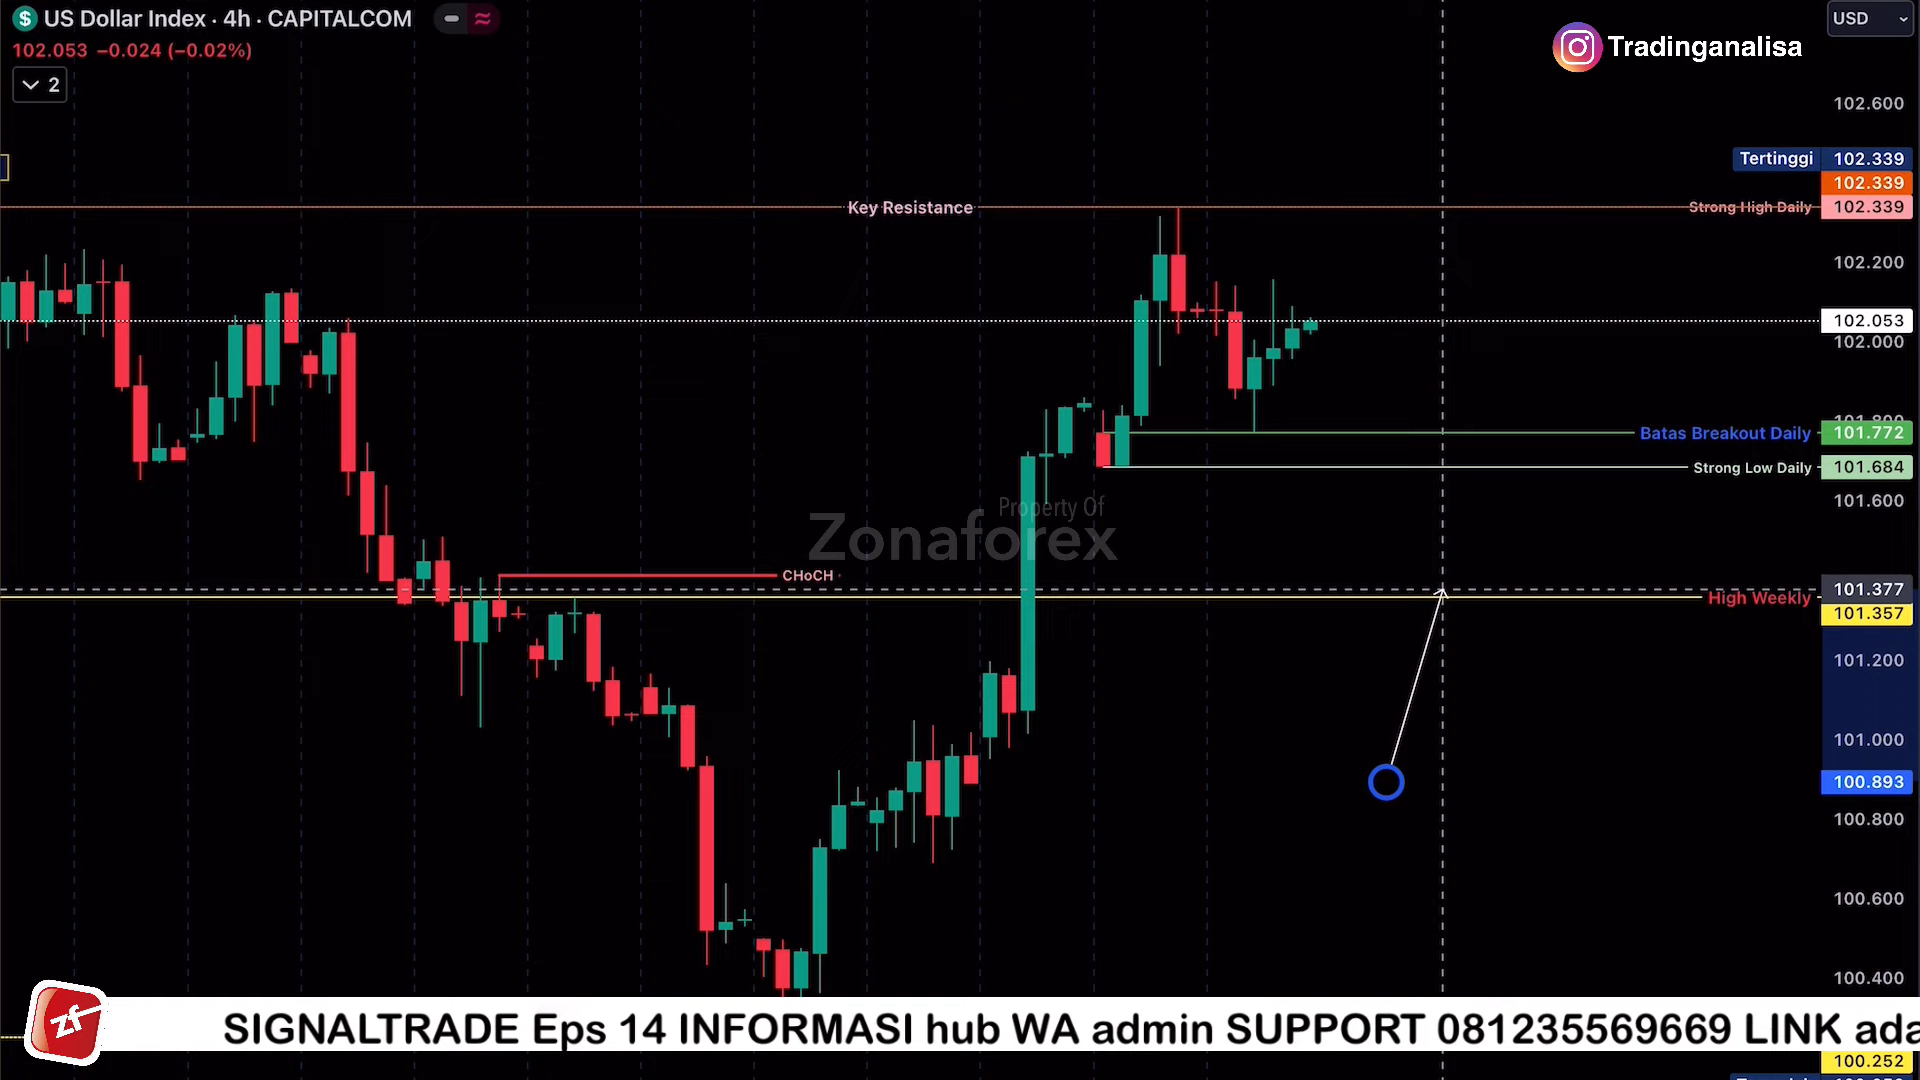 US Dollar Index · 4h · CAPITALCOM
102.053 −0.024 (−0.02%)
2
Tradinganalisa
USD
102.600
Tertinggi 102.339
102.339
Key Resistance
Strong High Daily 102.339
102.200
102.053
102.000
101.800
Batas Breakout Daily 101.772
Strong Low Daily 101.684
101.600
Property Of
Zonaforex
CHoCH
101.377
High Weekly
101.357
101.200
101.000
100.893
100.800
100.600
100.400
zf
SIGNALTRADE Eps 14 INFORMASI hub WA admin SUPPORT 081235569669 LINK ada
100.252